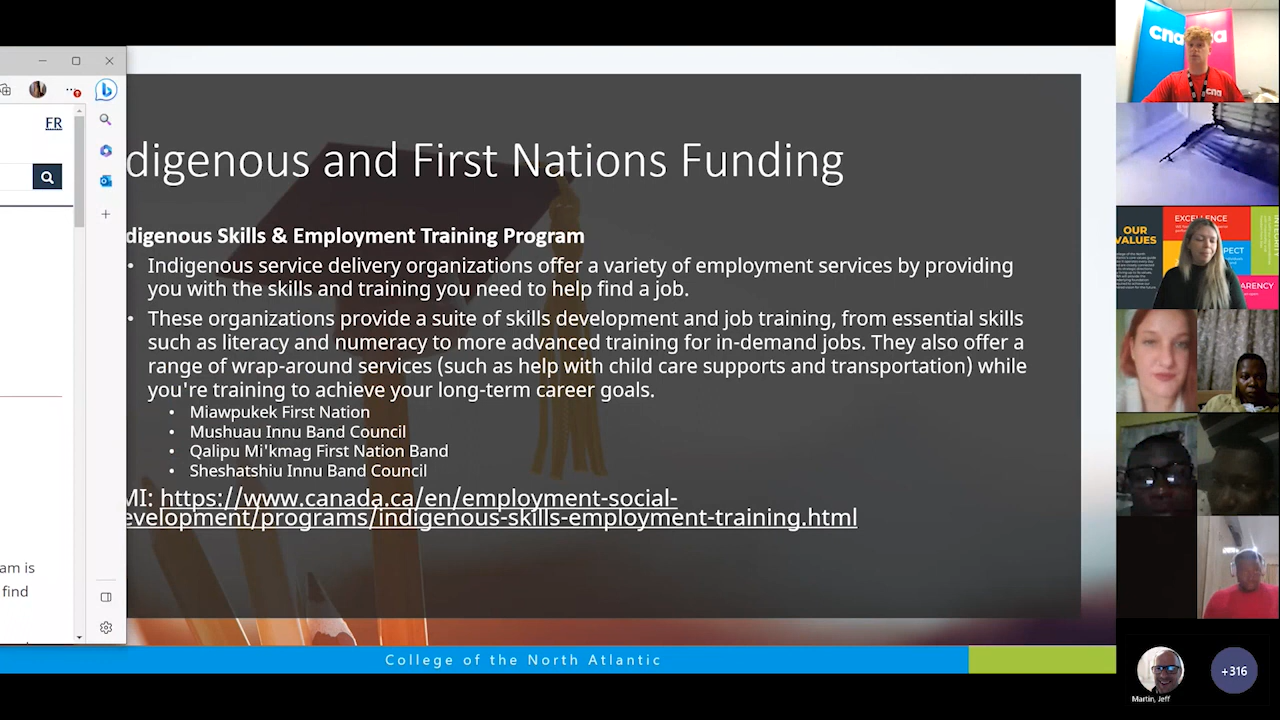 FR
digenous and First Nations Funding
digenous Skills & Employment Training Program
• Indigenous service delivery organizations offer a variety of employment services by providing
you with the skills and training you need to help find a job.
• These organizations provide a suite of skills development and job training, from essential skills
such as literacy and numeracy to more advanced training for in-demand jobs. They also offer a
range of wrap-around services (such as help with child care supports and transportation) while
you're training to achieve your long-term career goals.
• Miawpukek First Nation
• Mushuau Innu Band Council
• Qalipu Mi'kmag First Nation Band
• Sheshatshiu Innu Band Council
MI: https://www.canada.ca/en/employment-social-
evelopment/programs/indigenous-skills-employment-training.html
am is
find
College of the North Atlantic
cna
cna
OUR
VALUES
Martin, Jeff
+316